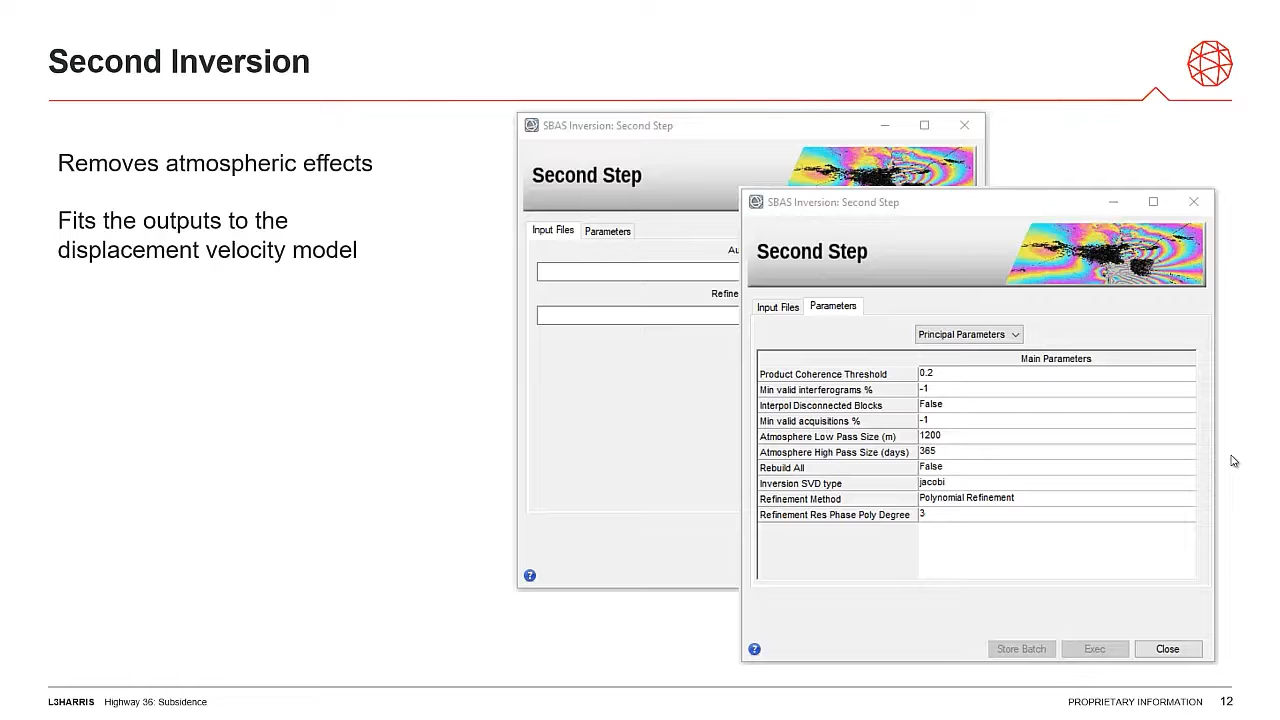 Second Inversion
Removes atmospheric effects
Fits the outputs to the
displacement velocity model
SBAS Inversion: Second Step
Second Step
Input Files
Parameters
SBAS Inversion: Second Step
Second Step
Input Files
Parameters
Principal Parameters
Main Parameters
Product Coherence Threshold 0.2
Min valid interferograms % -1
Interpol Disconnected Blocks False
Min valid acquisitions % -1
Atmosphere Low Pass Size (m) 1200
Atmosphere High Pass Size (days) 365
Rebuild All False
Inversion SVD type jacobi
Refinement Method Polynomial Refinement
Refinement Res Phase Poly Degree 3
Store Batch
Exec
Close
L3HARRIS Highway 36: Subsidence
PROPRIETARY INFORMATION 12